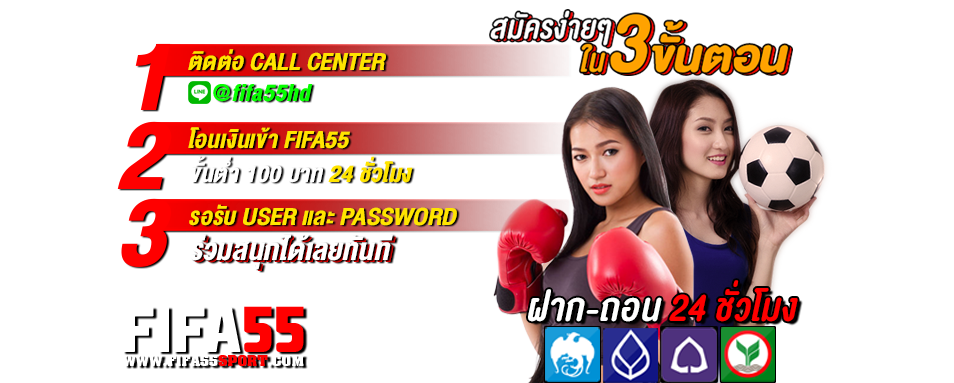 สมัครง่ายๆ
ใน 3 ขั้นตอน
1 ติดต่อ CALL CENTER
LINE @fifa55hd
2 โอนเงินเข้า FIFA55
ขั้นต่ำ 100 บาท 24 ชั่วโมง
3 รอรับ USER และ PASSWORD
ร่วมสนุกได้เลยทันที
ฝาก-ถอน 24 ชั่วโมง
FIFA55
WWW.FIFA55SPORT.COM